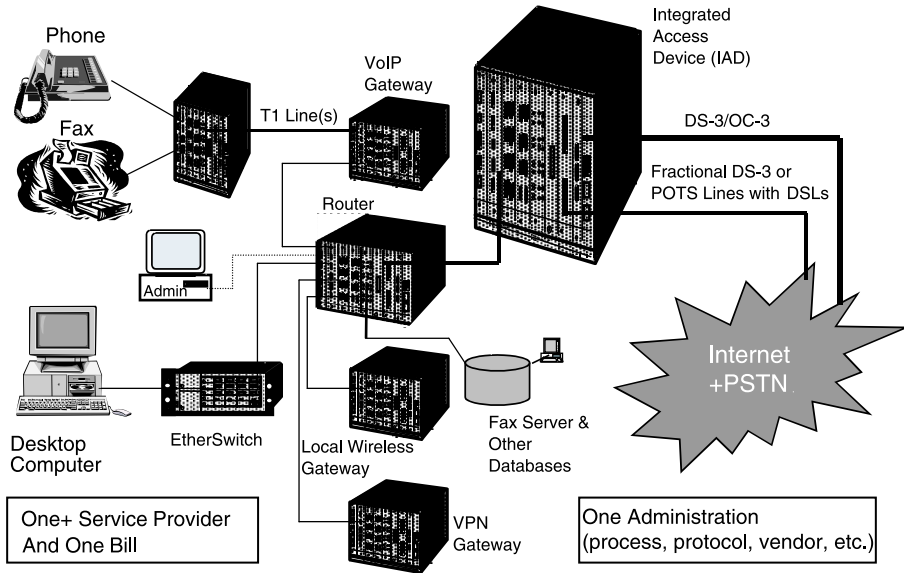 Phone
Fax
T1 Line(s)
VoIP
Gateway
Integrated
Access
Device (IAD)
DS-3/OC-3
Fractional DS-3 or
POTS Lines with DSLs
Router
Admin
Internet
+PSTN
Desktop
Computer
EtherSwitch
Local Wireless
Gateway
Fax Server &
Other
Databases
VPN
Gateway
One+ Service Provider
And One Bill
One Administration
(process, protocol, vendor, etc.)